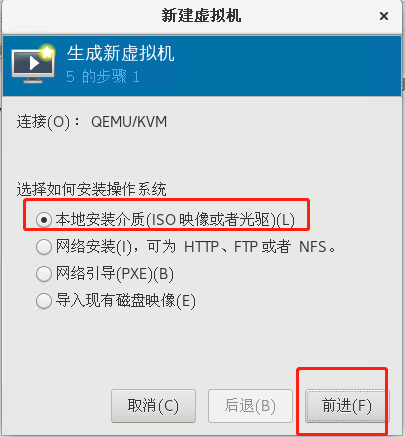 新建虚拟机
生成新虚拟机
5 的步骤 1
连接(O)： QEMU/KVM
选择如何安装操作系统
本地安装介质(ISO 映像或者光驱)(L)
网络安装(I)，可为 HTTP、FTP或者 NFS。
网络引导(PXE)(B)
导入现有磁盘映像(E)
取消(C) 后退(B) 前进(F)